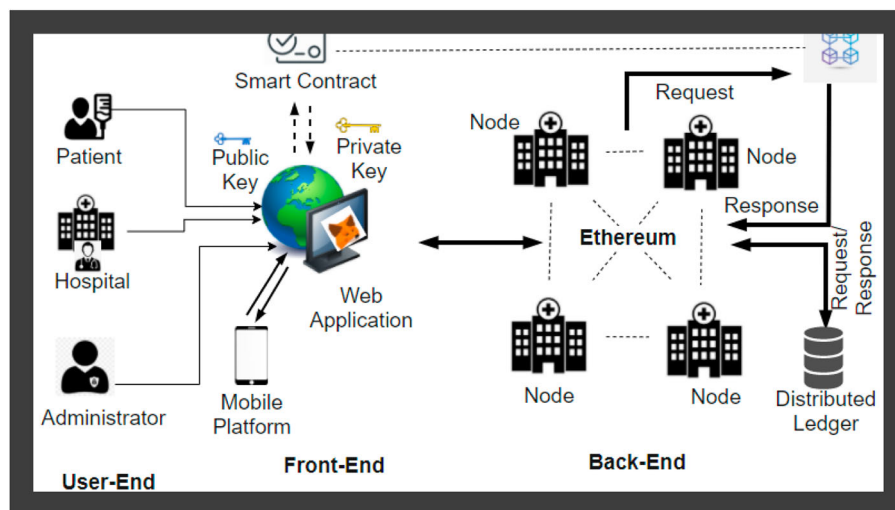 Smart Contract
Request
Node
Patient
Public
Key
Private
Key
Node
Response
Ethereum
Request/
Response
Hospital
Web
Application
Administrator
Mobile
Platform
Node
Node
Distributed
Ledger
User-End
Front-End
Back-End